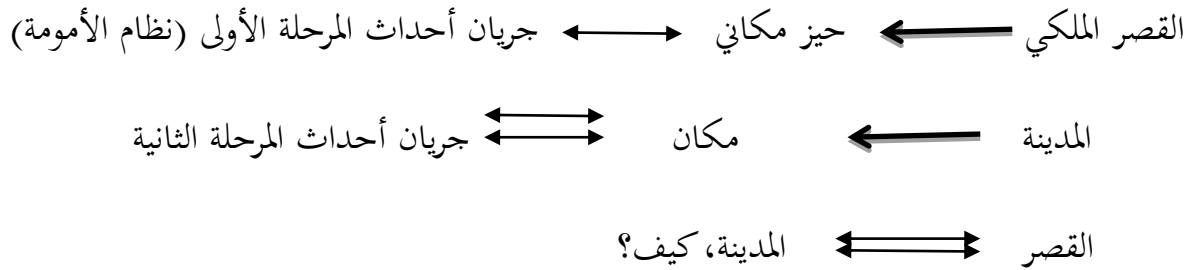 القصر الملكي حيز مكاني جريان أحداث المرحلة الأولى (نظام الأمومة)
المدينة مكان جريان أحداث المرحلة الثانية
القصر المدينة، كيف؟